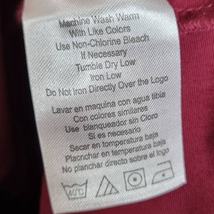 Machine Wash Warm
With Like Colors
Use Non-Chlorine Bleach
If Necessary
Tumble Dry Low
Iron Low
Do Not Iron Directly Over the Logo
Lavar en maquina con agua tibia
Con colores similares
Use blanqueador sin Cloro
Si es necesario
Secar en temperatura baja
Planchar en temperatura baja
No planchar directo sobre el logo